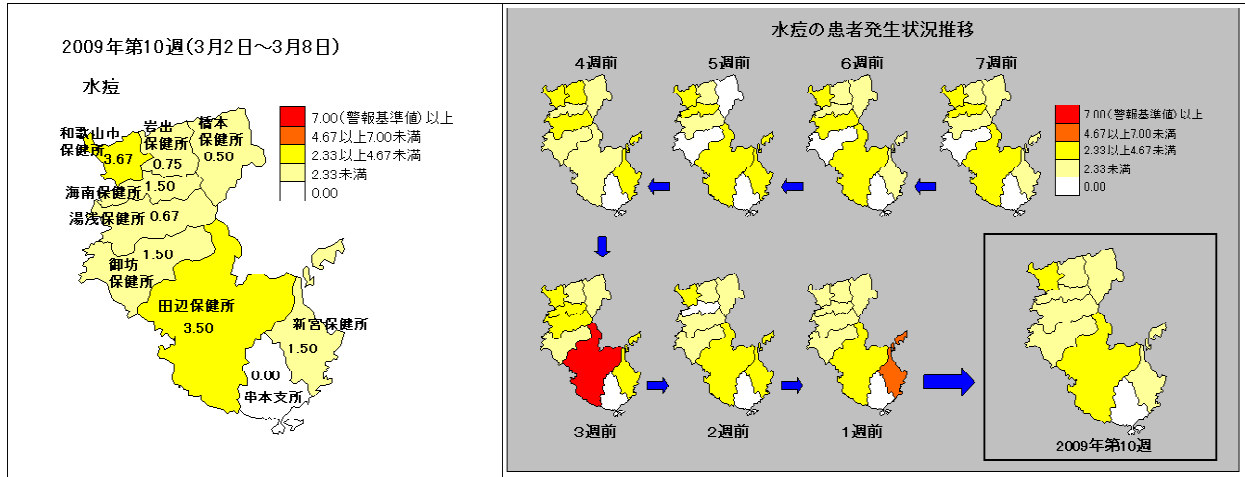 2009年第10週(3月2日～3月8日)
水痘
7.00(警報基準値)以上
4.67以上7.00未満
2.33以上4.67未満
2.33未満
0.00
和歌山中
保健所
3.67
岩出
保健所
0.75
橋本
保健所
0.50
1.50
海南保健所
湯浅保健所
0.67
1.50
御坊
保健所
田辺保健所
3.50
新宮保健所
1.50
0.00
串本支所
水痘の患者発生状況推移
4週前
5週前
6週前
7週前
7.00(警報基準値)以上
4.67以上7.00未満
2.33以上4.67未満
2.33未満
0.00
3週前
2週前
1週前
2009年第10週